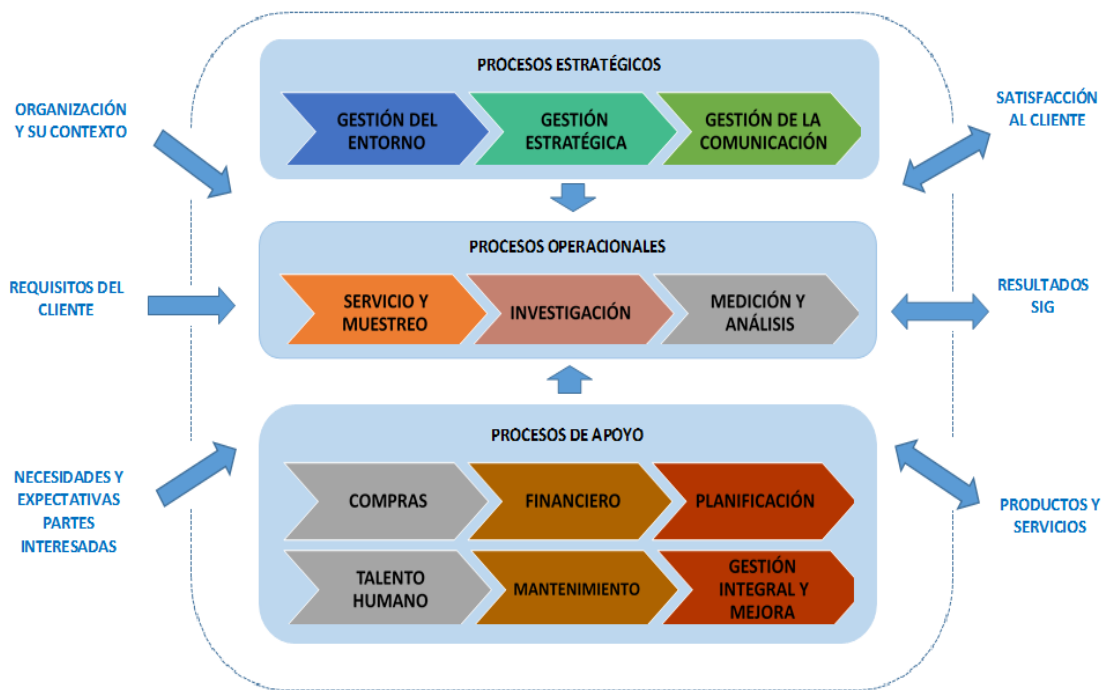 PROCESOS ESTRATÉGICOS
GESTIÓN DEL
ENTORNO
GESTIÓN
ESTRATÉGICA
GESTIÓN DE LA
COMUNICACIÓN
ORGANIZACIÓN
Y SU CONTEXTO
SATISFACCIÓN
AL CLIENTE
PROCESOS OPERACIONALES
SERVICIO Y
MUESTREO
INVESTIGACIÓN
MEDICIÓN Y
ANÁLISIS
REQUISITOS DEL
CLIENTE
RESULTADOS
SIG
PROCESOS DE APOYO
COMPRAS
FINANCIERO
PLANIFICACIÓN
TALENTO
HUMANO
MANTENIMIENTO
GESTIÓN
INTEGRAL Y
MEJORA
NECESIDADES Y
EXPECTATIVAS
PARTES
INTERESADAS
PRODUCTOS Y
SERVICIOS